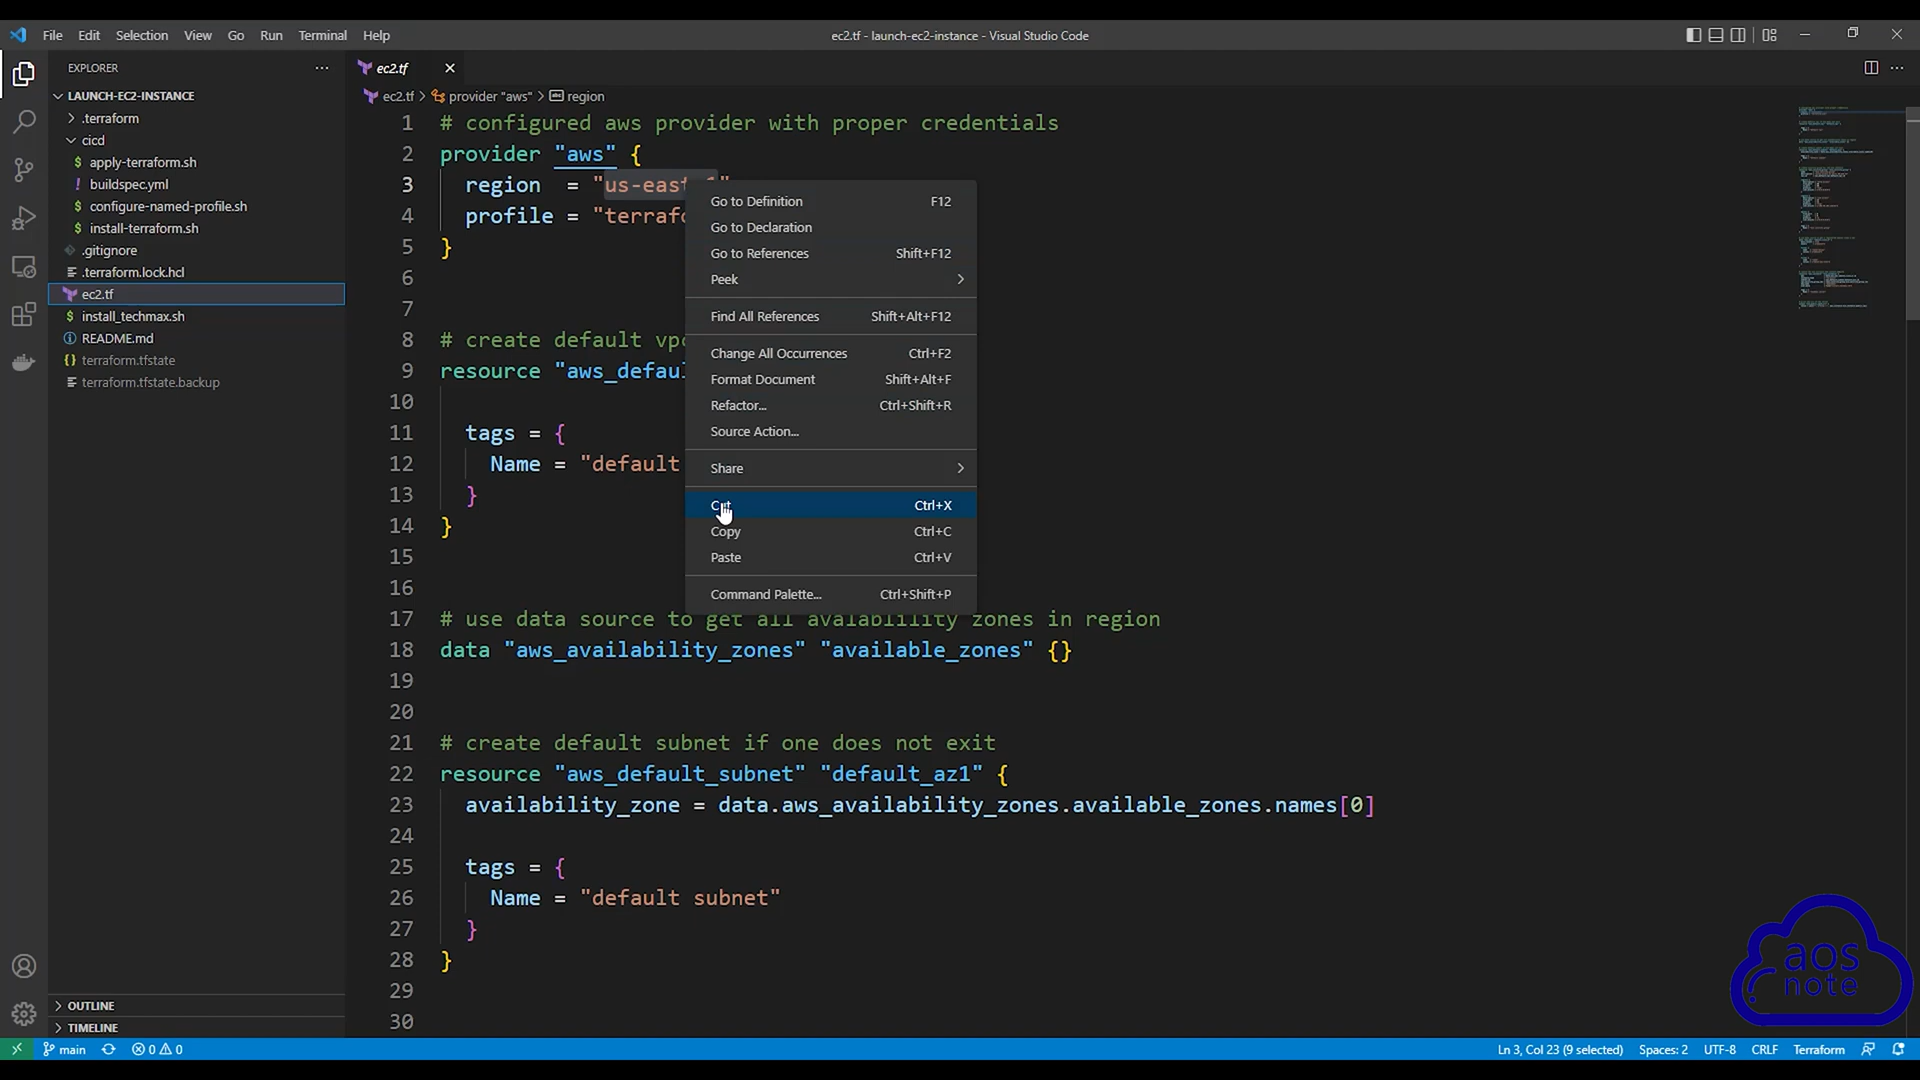 File Edit Selection View Go Run Terminal Help
ec2.tf - launch-ec2-instance - Visual Studio Code
EXPLORER
LAUNCH-EC2-INSTANCE
.terraform
cicd
$ apply-terraform.sh
! buildspec.yml
$ configure-named-profile.sh
$ install-terraform.sh
.gitignore
.terraform.lock.hcl
ec2.tf
$ install_techmax.sh
README.md
{} terraform.tfstate
terraform.tfstate.backup
OUTLINE
TIMELINE
ec2.tf
ec2.tf > provider "aws" > region
1 # configured aws provider with proper credentials
2 provider "aws" {
3 region = "us-east-1"
4 profile = "terrafo
5 }
6
7
8 # create default vpc
9 resource "aws_defaul
10
11 tags = {
12 Name = "default
13 }
14 }
15
16
17 # use data source to get all avalablility zones in region
18 data "aws_availability_zones" "available_zones" {}
19
20
21 # create default subnet if one does not exit
22 resource "aws_default_subnet" "default_az1" {
23 availability_zone = data.aws_availability_zones.available_zones.names[0]
24
25 tags = {
26 Name = "default subnet"
27 }
28 }
29
30
Go to Definition F12
Go to Declaration
Go to References Shift+F12
Peek
Find All References Shift+Alt+F12
Change All Occurrences Ctrl+F2
Format Document Shift+Alt+F
Refactor... Ctrl+Shift+R
Source Action...
Share
Cut Ctrl+X
Copy Ctrl+C
Paste Ctrl+V
Command Palette... Ctrl+Shift+P
aos
note
main 0 0
Ln 3, Col 23 (9 selected) Spaces: 2 UTF-8 CRLF Terraform